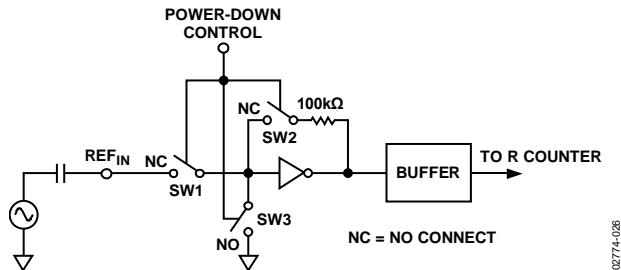 POWER-DOWN
CONTROL
NC
100kΩ
SW2
REFIN
NC
SW1
BUFFER
TO R COUNTER
SW3
NO
NC = NO CONNECT
02774-026